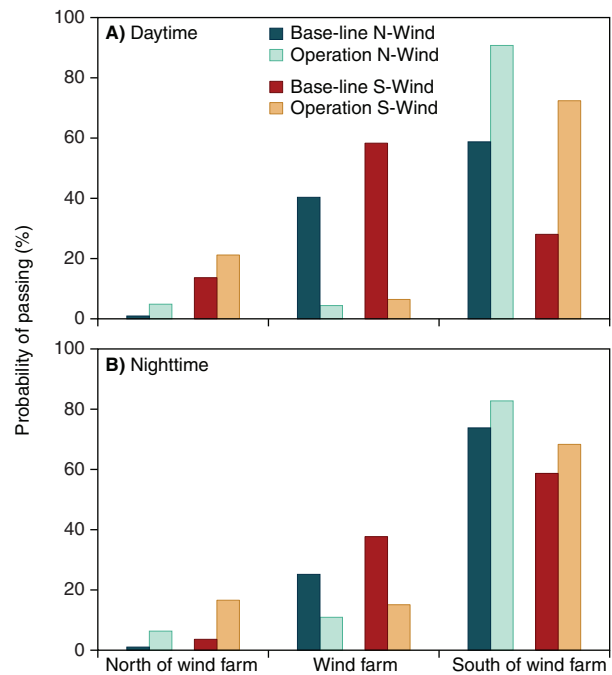 A) Daytime
Base-line N-Wind
Operation N-Wind
Base-line S-Wind
Operation S-Wind
100
80
60
40
20
0
Probability of passing (%)
B) Nighttime
100
80
60
40
20
0
North of wind farm
Wind farm
South of wind farm